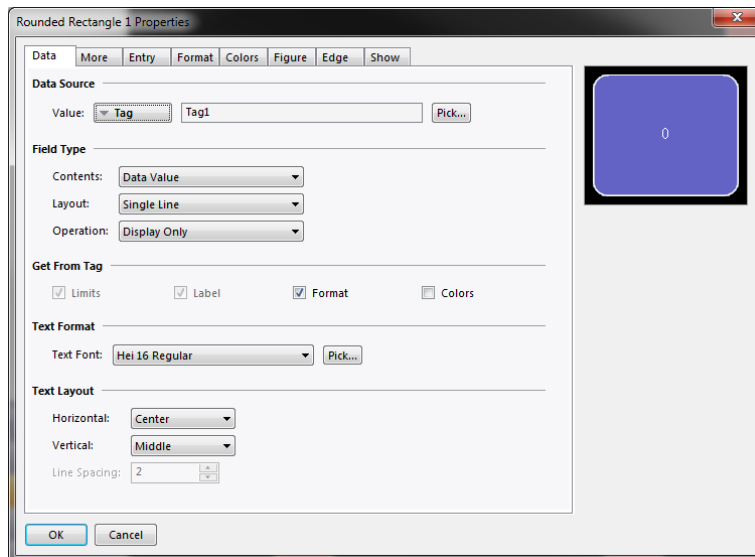 Rounded Rectangle 1 Properties
Data More Entry Format Colors Figure Edge Show
Data Source
Value: Tag Tag1 Pick...
0
Field Type
Contents: Data Value
Layout: Single Line
Operation: Display Only
Get From Tag
Limits Label Format Colors
Text Format
Text Font: Hei 16 Regular Pick...
Text Layout
Horizontal: Center
Vertical: Middle
Line Spacing: 2
OK Cancel